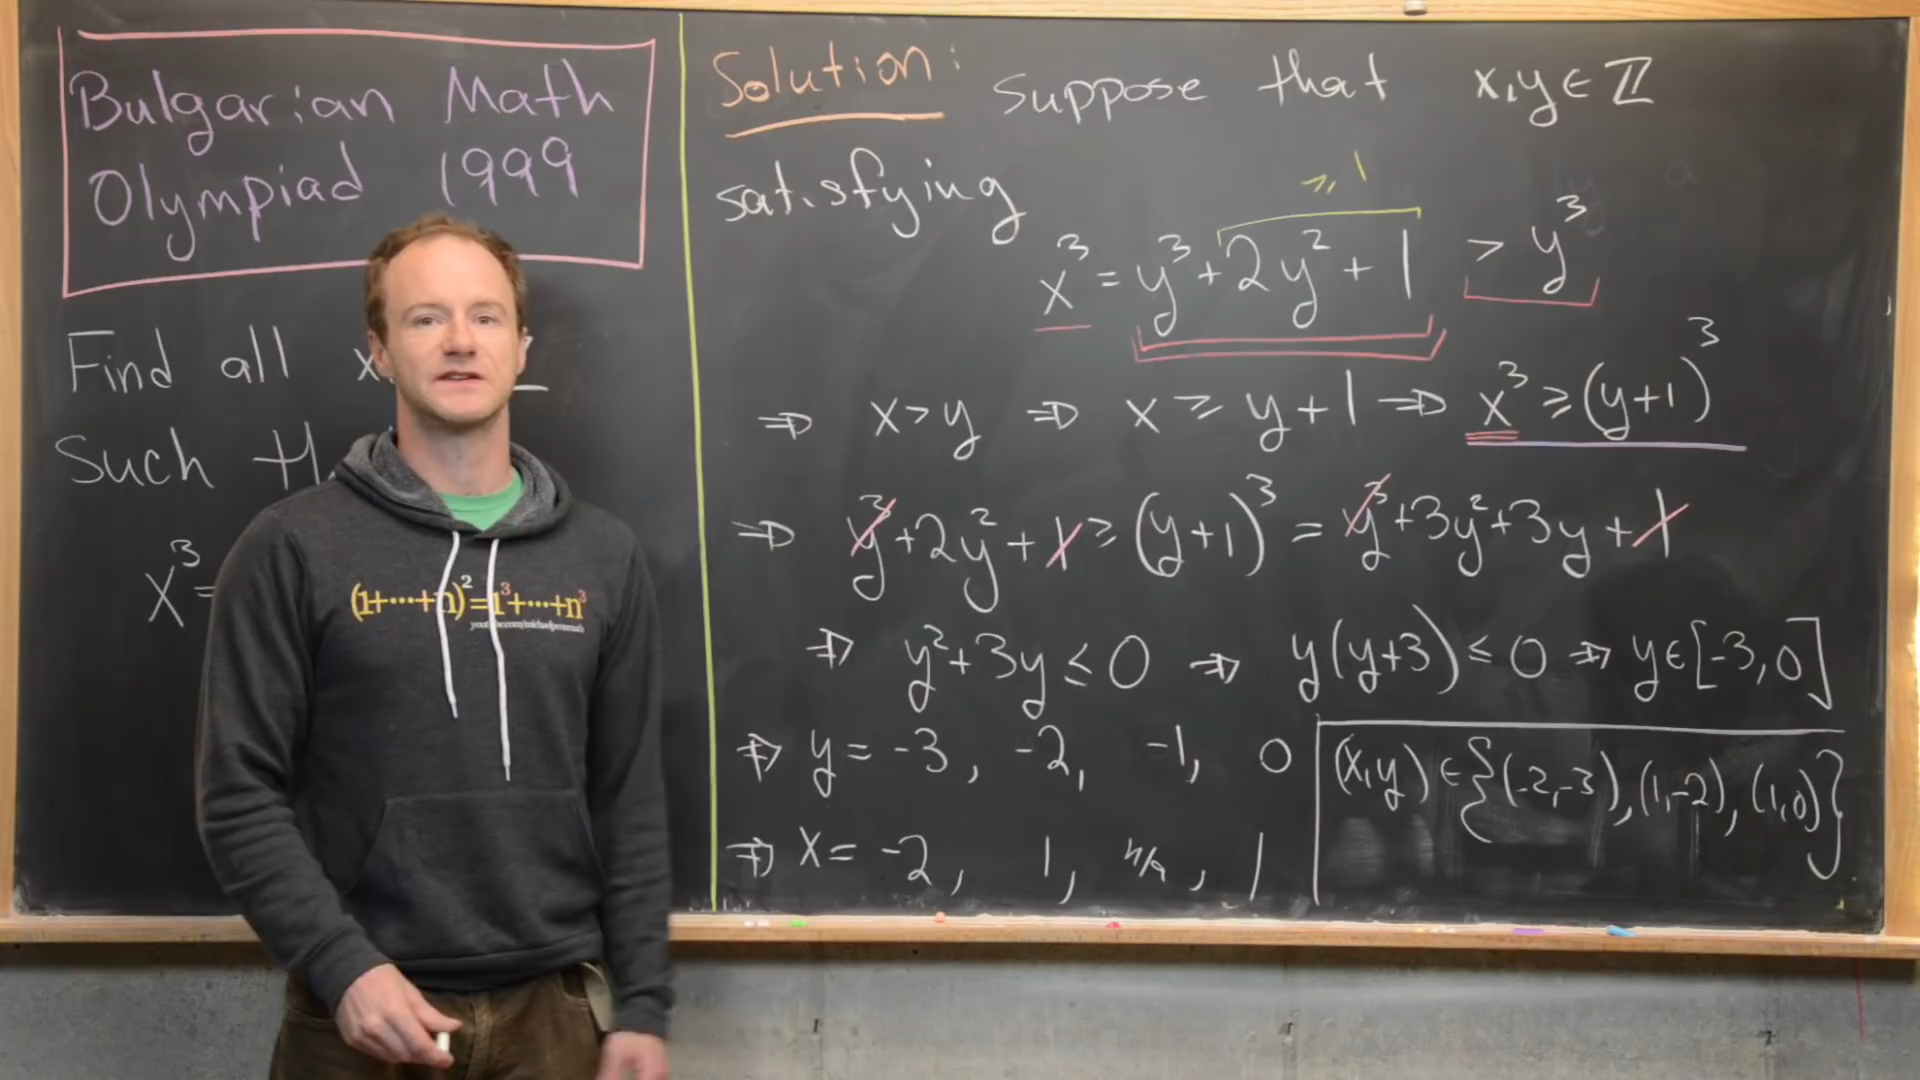 Bulgarian Math
Olympiad 1999
Find all x
Such th
x³=
(1+⋯+n)²=1³+⋯+n³
Solution: Suppose that x,y∈ℤ
satisfying
≥1
x³ = y³+2y²+1 > y³
⇒ x>y ⇒ x ≥ y+1 ⇒ x³ ≥ (y+1)³
⇒ y³+2y²+1 ≥ (y+1)³ = y³+3y²+3y+1
⇒ y²+3y ≤ 0 ⇒ y(y+3) ≤ 0 ⇒ y∈[-3,0]
⇒ y= -3, -2, -1, 0
⇒ x= -2, 1, n/a, 1
(x,y)∈{(-2,-3),(1,-2),(1,0)}